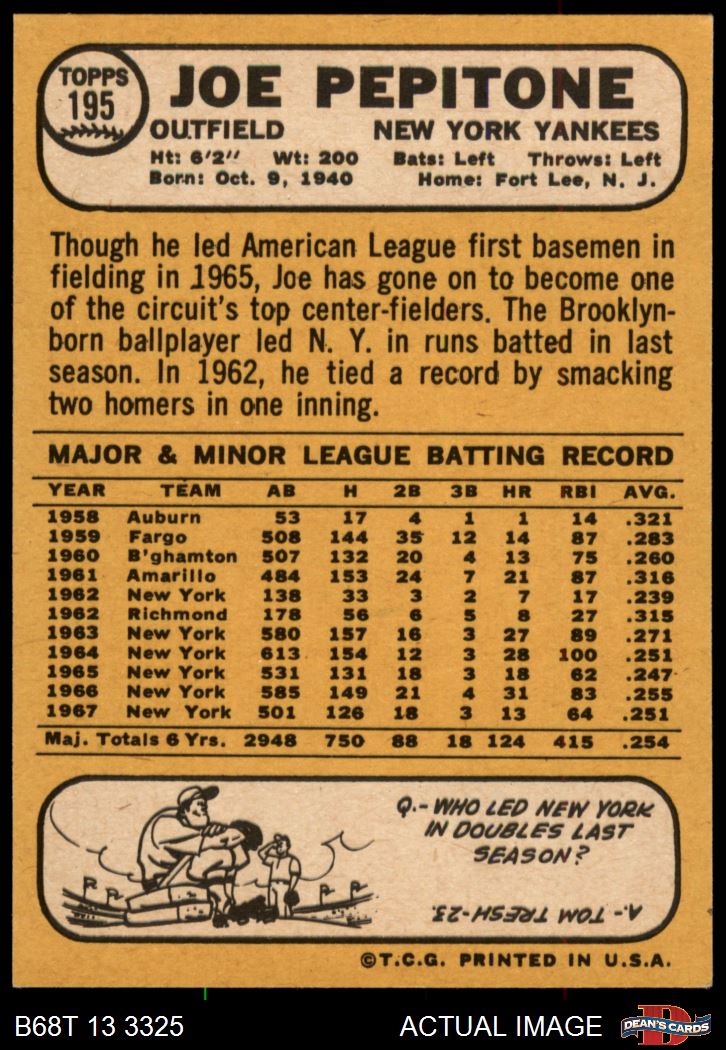 TOPPS
195
JOE PEPITONE
OUTFIELD NEW YORK YANKEES
Ht: 6'2" Wt: 200 Bats: Left Throws: Left
Born: Oct. 9, 1940 Home: Fort Lee, N. J.
Though he led American League first basemen in
fielding in 1965, Joe has gone on to become one
of the circuit's top center-fielders. The Brooklyn-
born ballplayer led N. Y. in runs batted in last
season. In 1962, he tied a record by smacking
two homers in one inning.
MAJOR & MINOR LEAGUE BATTING RECORD
YEAR TEAM AB H 2B 3B HR RBI AVG.
1958 Auburn 53 17 4 1 1 14 .321
1959 Fargo 508 144 35 12 14 87 .283
1960 B'ghamton 507 132 20 4 13 75 .260
1961 Amarillo 484 153 24 7 21 87 .316
1962 New York 138 33 3 2 7 17 .239
1962 Richmond 178 56 6 5 8 27 .315
1963 New York 580 157 16 3 27 89 .271
1964 New York 613 154 12 3 28 100 .251
1965 New York 531 131 18 3 18 62 .247
1966 New York 585 149 21 4 31 83 .255
1967 New York 501 126 18 3 13 64 .251
Maj. Totals 6 Yrs. 2948 750 88 18 124 415 .254
Q.- WHO LED NEW YORK
IN DOUBLES LAST
SEASON?
A.- TOM TRESH-23.
©T.C.G. PRINTED IN U.S.A.
B68T 13 3325 ACTUAL IMAGE D DEAN'S CARDS